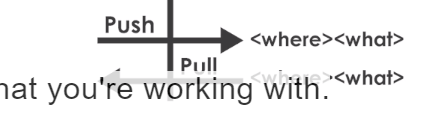 Push
<where><what>
Pull
<where><what>
hat you're working with.